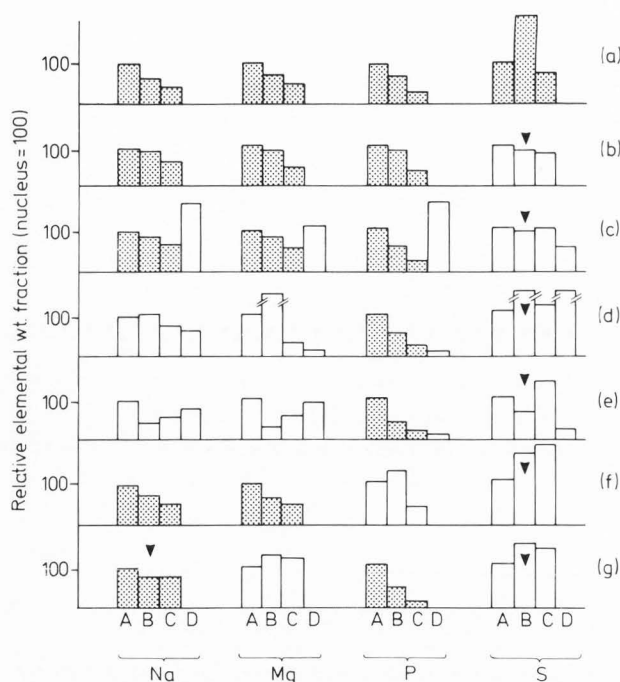 Relative elemental wt. fraction (nucleus = 100)
100 (a)
100 (b)
100 (c)
100 (d)
100 (e)
100 (f)
100 (g)
A B C D A B C D A B C D A B C D
Na Mg P S